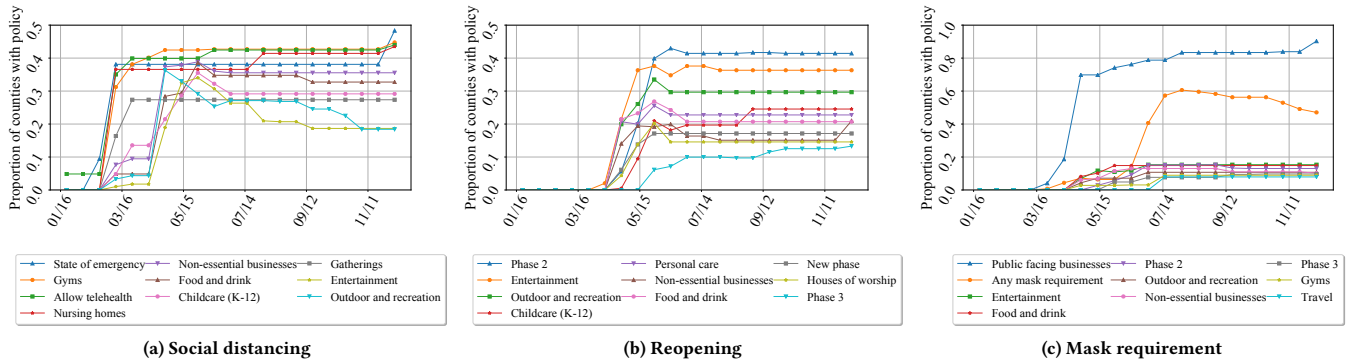 Proportion of counties with policy
0.5
0.4
0.3
0.2
0.1
0.0
01/16
03/16
05/15
07/14
09/12
11/11
State of emergency
Gyms
Allow telehealth
Nursing homes
Non-essential businesses
Food and drink
Childcare (K-12)
Gatherings
Entertainment
Outdoor and recreation
(a) Social distancing
Proportion of counties with policy
0.5
0.4
0.3
0.2
0.1
0.0
01/16
03/16
05/15
07/14
09/12
11/11
Phase 2
Entertainment
Outdoor and recreation
Childcare (K-12)
Personal care
Non-essential businesses
Food and drink
New phase
Houses of worship
Phase 3
(b) Reopening
Proportion of counties with policy
1.0
0.8
0.6
0.4
0.2
0.0
01/16
03/16
05/15
07/14
09/12
11/11
Public facing businesses
Any mask requirement
Entertainment
Food and drink
Phase 2
Outdoor and recreation
Non-essential businesses
Phase 3
Gyms
Travel
(c) Mask requirement